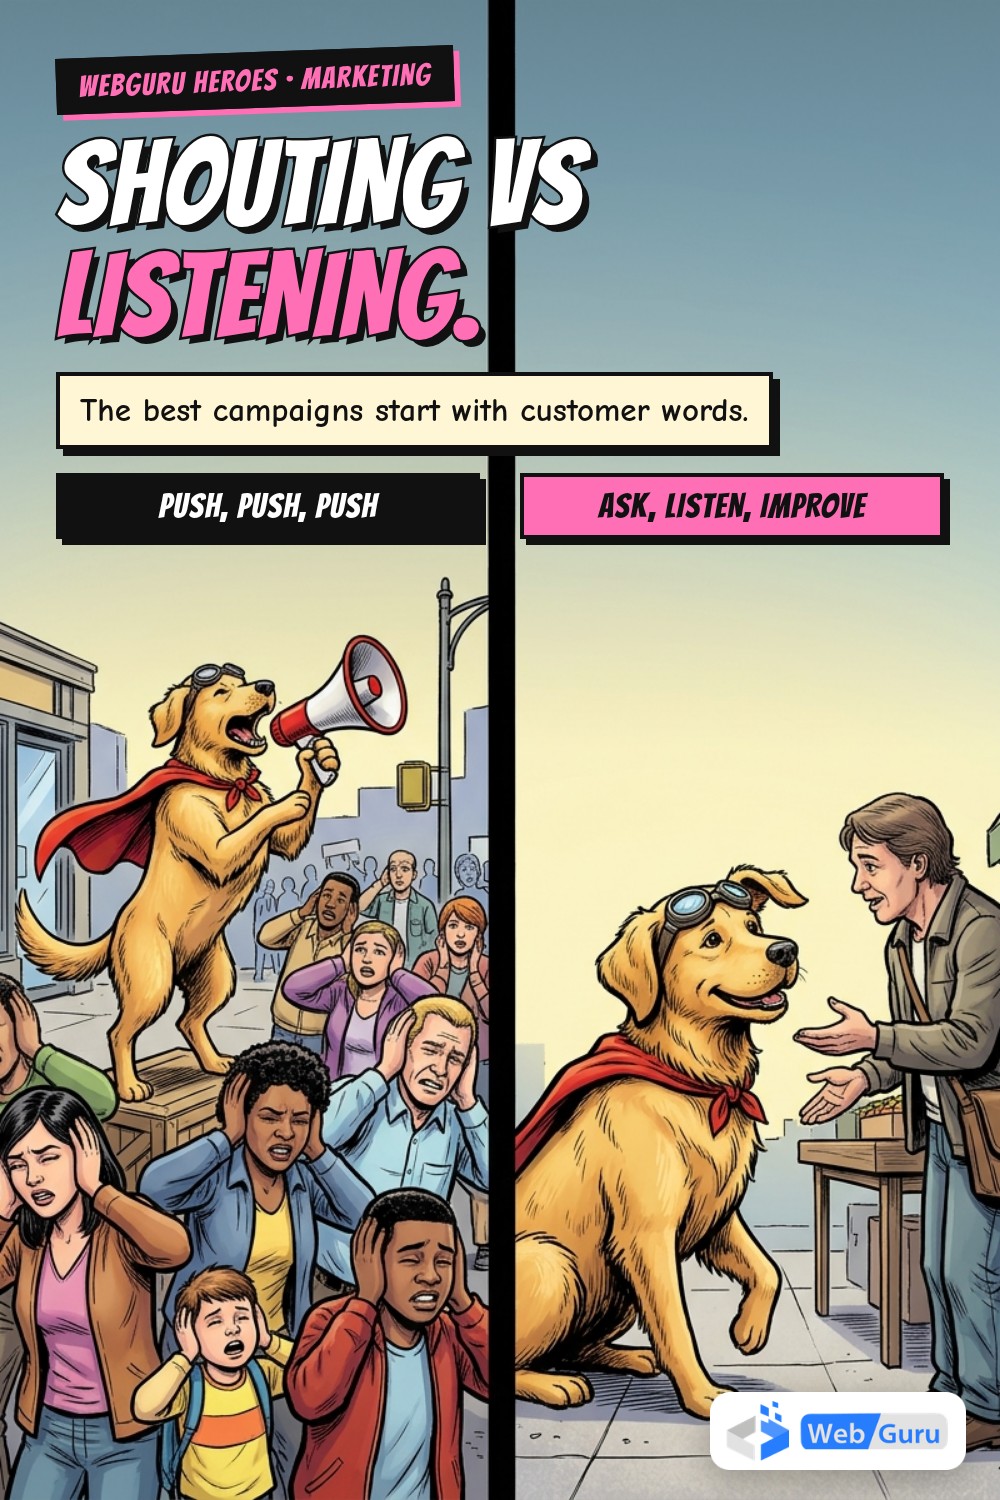 WEBGURU HEROES · MARKETING
SHOUTING VS
LISTENING.
The best campaigns start with customer words.
PUSH, PUSH, PUSH
ASK, LISTEN, IMPROVE
Web Guru